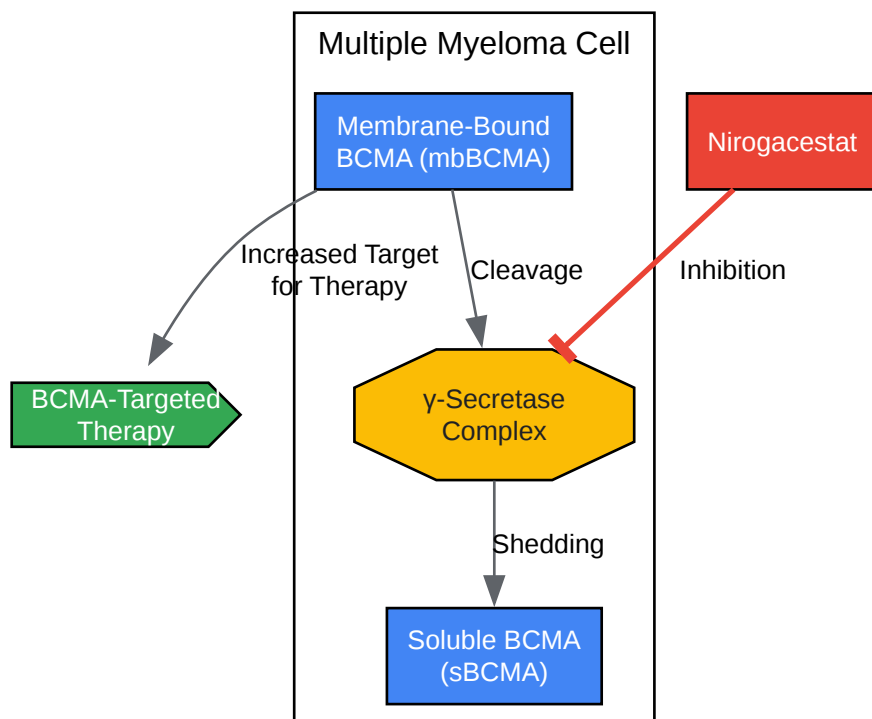 Multiple Myeloma Cell
Membrane-Bound
BCMA (mbBCMA)
Nirogacestat
Increased Target
for Therapy
Cleavage
Inhibition
BCMA-Targeted
Therapy
γ-Secretase
Complex
Shedding
Soluble BCMA
(sBCMA)